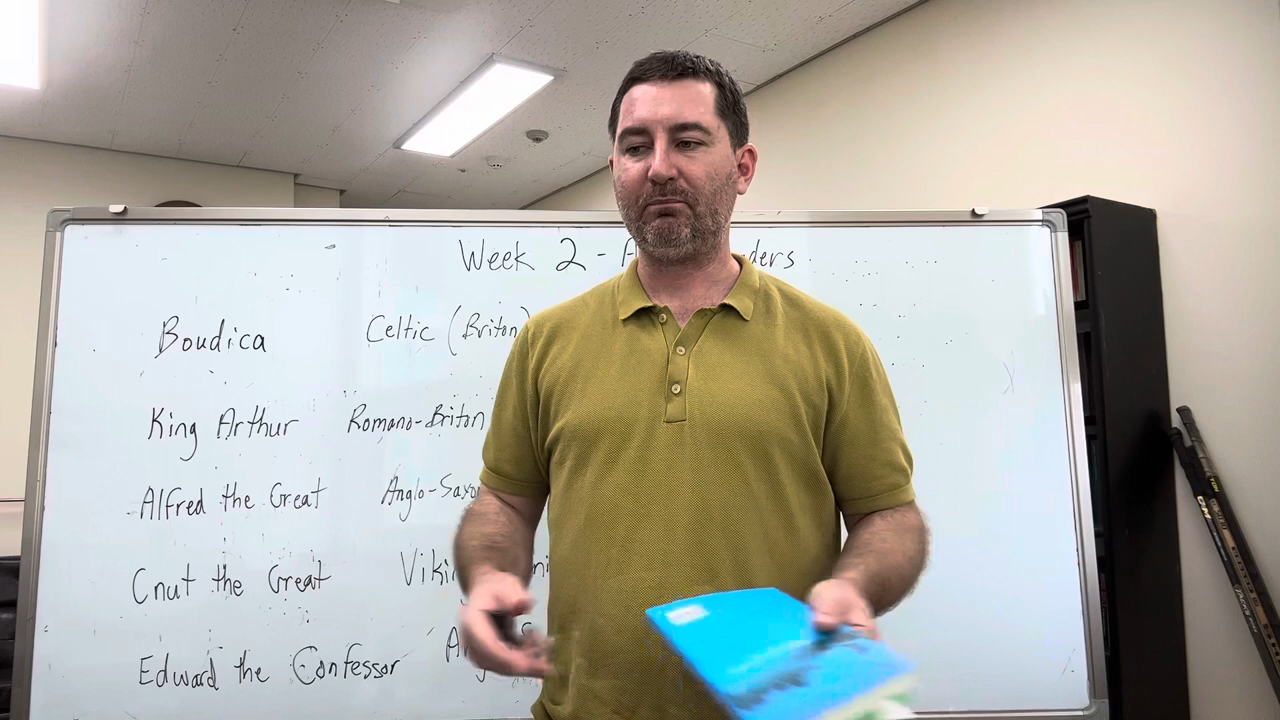 Week 2 -
Boudica Celtic (Briton)
King Arthur Romano-Briton
Alfred the Great
Cnut the Great
Edward the Confessor